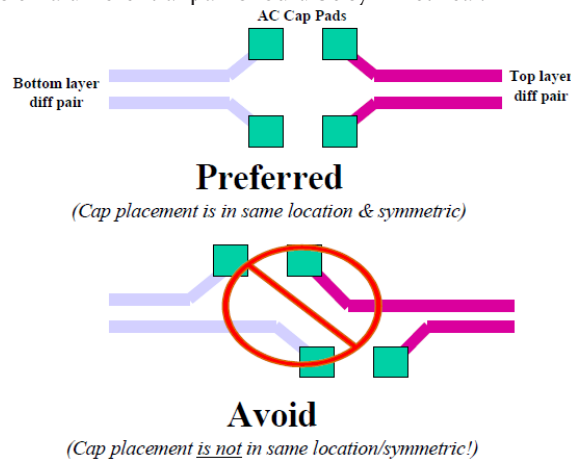 AC Cap Pads
Bottom layer
diff pair
Top layer
diff pair
Preferred
(Cap placement is in same location & symmetric)
Avoid
(Cap placement is not in same location/symmetric!)